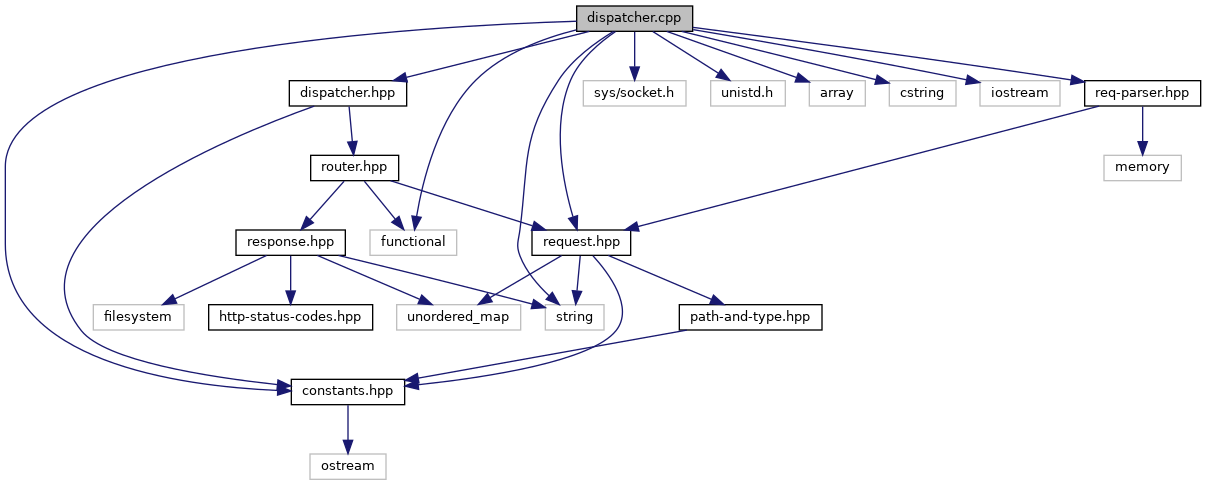 dispatcher.cpp
dispatcher.hpp
sys/socket.h
unistd.h
array
cstring
iostream
req-parser.hpp
router.hpp
memory
response.hpp
functional
request.hpp
filesystem
http-status-codes.hpp
unordered_map
string
path-and-type.hpp
constants.hpp
ostream